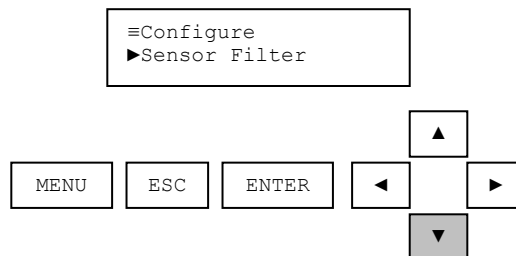 ≡Configure
►Sensor Filter
▲
MENU ESC ENTER ◄ ►
▼